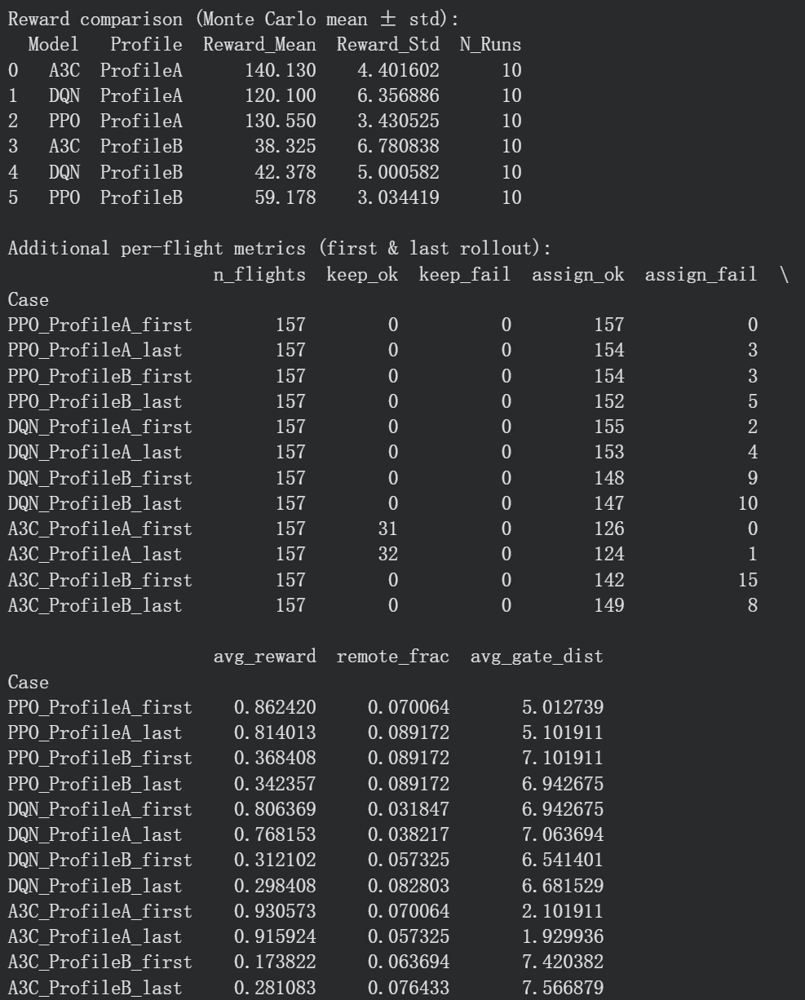 Reward comparison (Monte Carlo mean ± std):
  Model   Profile  Reward_Mean  Reward_Std  N_Runs
0   A3C  ProfileA      140.130    4.401602      10
1   DQN  ProfileA      120.100    6.356886      10
2   PPO  ProfileA      130.550    3.430525      10
3   A3C  ProfileB       38.325    6.780838      10
4   DQN  ProfileB       42.378    5.000582      10
5   PPO  ProfileB       59.178    3.034419      10

Additional per-flight metrics (first & last rollout):
                    n_flights  keep_ok  keep_fail  assign_ok  assign_fail  \
Case
PPO_ProfileA_first        157        0          0        157            0
PPO_ProfileA_last         157        0          0        154            3
PPO_ProfileB_first        157        0          0        154            3
PPO_ProfileB_last         157        0          0        152            5
DQN_ProfileA_first        157        0          0        155            2
DQN_ProfileA_last         157        0          0        153            4
DQN_ProfileB_first        157        0          0        148            9
DQN_ProfileB_last         157        0          0        147           10
A3C_ProfileA_first        157       31          0        126            0
A3C_ProfileA_last         157       32          0        124            1
A3C_ProfileB_first        157        0          0        142           15
A3C_ProfileB_last         157        0          0        149            8

                    avg_reward  remote_frac  avg_gate_dist
Case
PPO_ProfileA_first    0.862420     0.070064       5.012739
PPO_ProfileA_last     0.814013     0.089172       5.101911
PPO_ProfileB_first    0.368408     0.089172       7.101911
PPO_ProfileB_last     0.342357     0.089172       6.942675
DQN_ProfileA_first    0.806369     0.031847       6.942675
DQN_ProfileA_last     0.768153     0.038217       7.063694
DQN_ProfileB_first    0.312102     0.057325       6.541401
DQN_ProfileB_last     0.298408     0.082803       6.681529
A3C_ProfileA_first    0.930573     0.070064       2.101911
A3C_ProfileA_last     0.915924     0.057325       1.929936
A3C_ProfileB_first    0.173822     0.063694       7.420382
A3C_ProfileB_last     0.281083     0.076433       7.566879